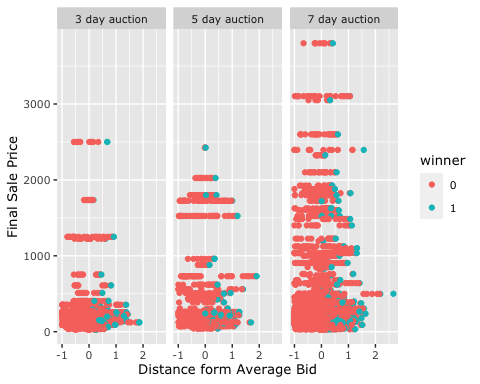 3 day auction 5 day auction 7 day auction
3000
2000
1000
0
Final Sale Price
-1 0 1 2 -1 0 1 2 -1 0 1 2
Distance form Average Bid
winner
0
1